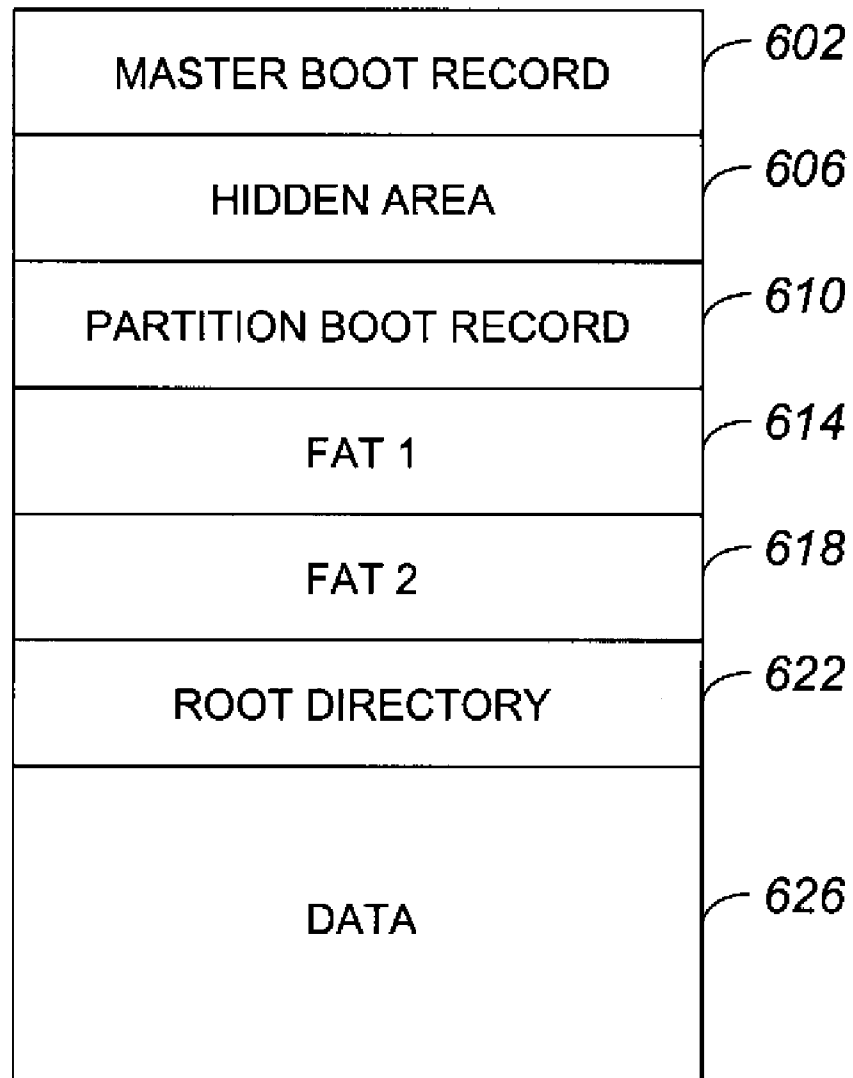 MASTER BOOT RECORD 602
HIDDEN AREA 606
PARTITION BOOT RECORD 610
FAT 1 614
FAT 2 618
ROOT DIRECTORY 622
DATA 626